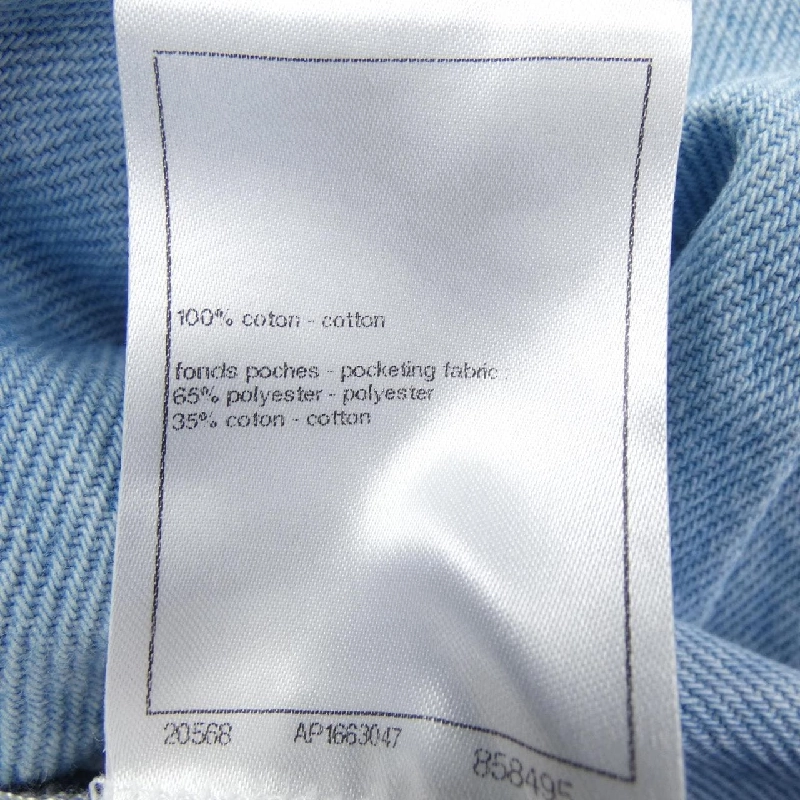 100% coton - cotton
fonds poches - pocketing fabric :
65% polyester - polyester
35% coton - cotton
20568 AP1663047 858495